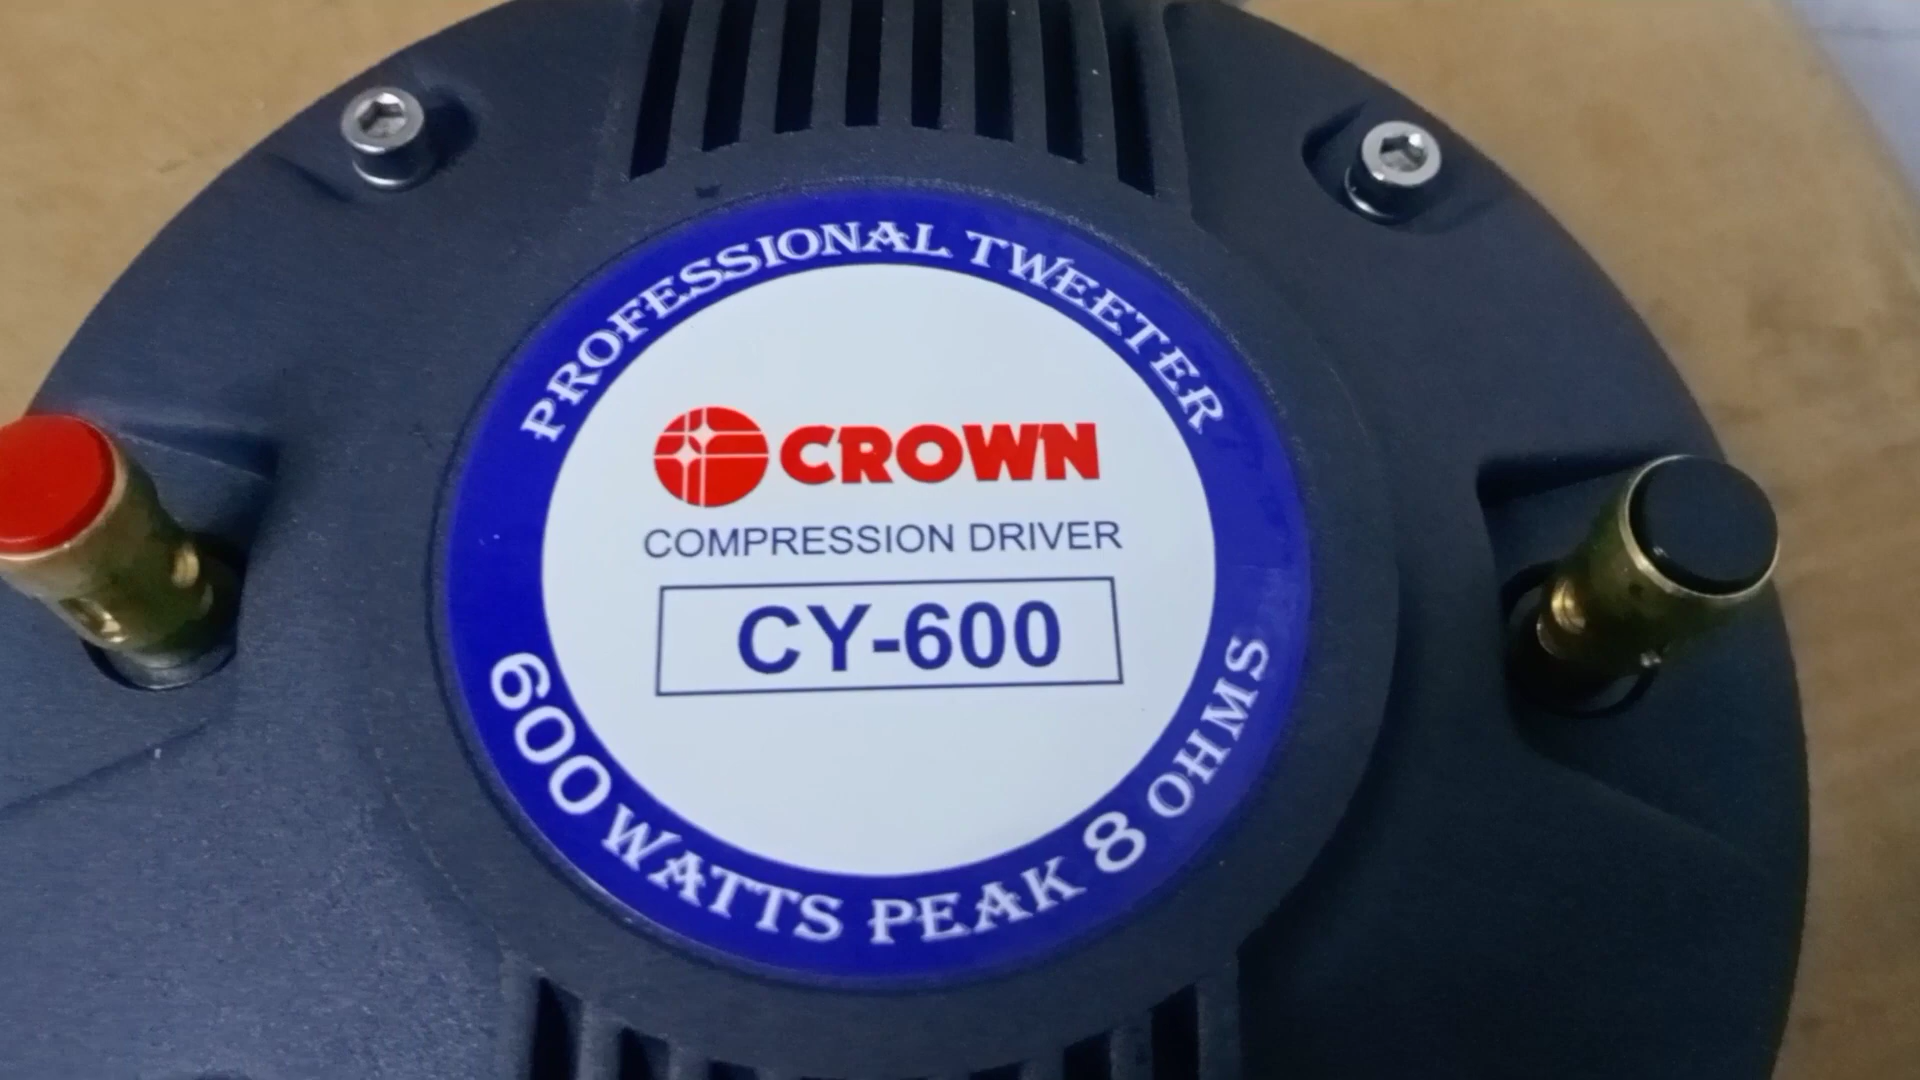 PROFESSIONAL TWEETER
CROWN
COMPRESSION DRIVER
CY-600
600 WATTS PEAK 8 OHMS